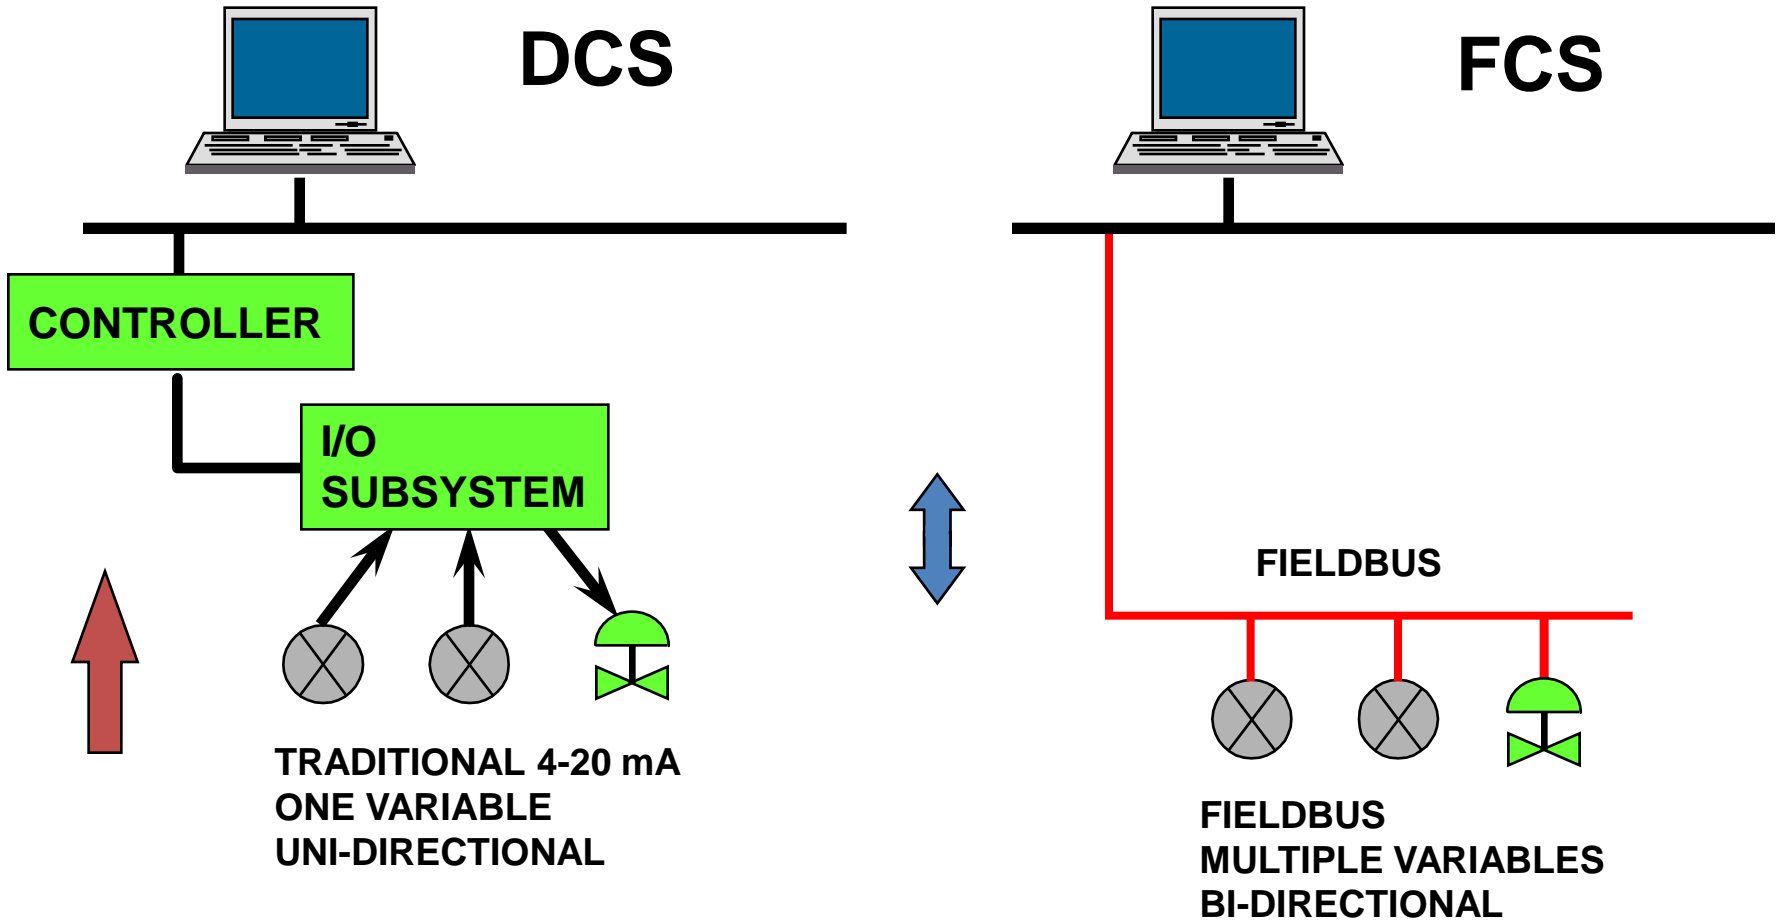 DCS
CONTROLLER
I/O
SUBSYSTEM
TRADITIONAL 4-20 mA
ONE VARIABLE
UNI-DIRECTIONAL
FCS
FIELDBUS
FIELDBUS
MULTIPLE VARIABLES
BI-DIRECTIONAL